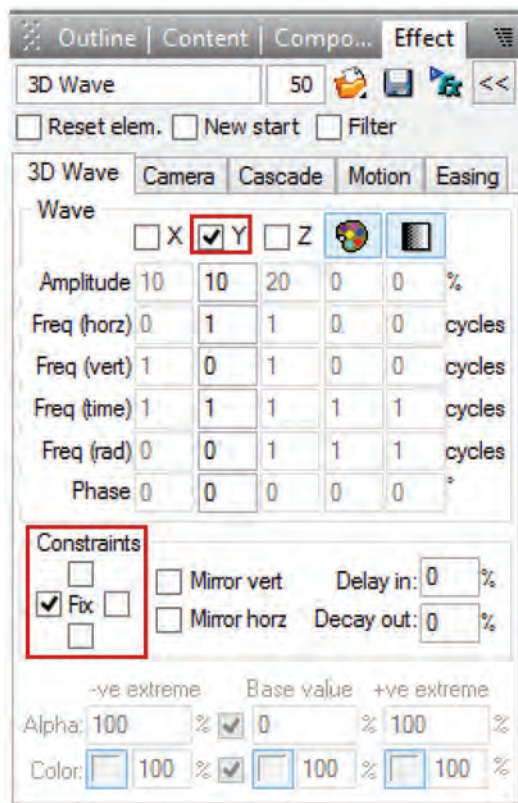 Outline | Content | Compo... Effect
3D Wave 50 Fx <<
Reset elem. New start Filter
3D Wave Camera Cascade Motion Easing
Wave
X Y Z
Amplitude 10 10 20 0 0 %
Freq (horz) 0 1 1 0 0 cycles
Freq (vert) 1 0 1 0 0 cycles
Freq (time) 1 1 1 1 1 cycles
Freq (rad) 0 0 1 1 1 cycles
Phase 0 0 0 0 0 °
Constraints
Mirror vert Delay in: 0 %
Fix
Mirror horz Decay out: 0 %
-ve extreme Base value +ve extreme
Alpha: 100 % 0 % 100 %
Color: 100 % 100 % 100 %